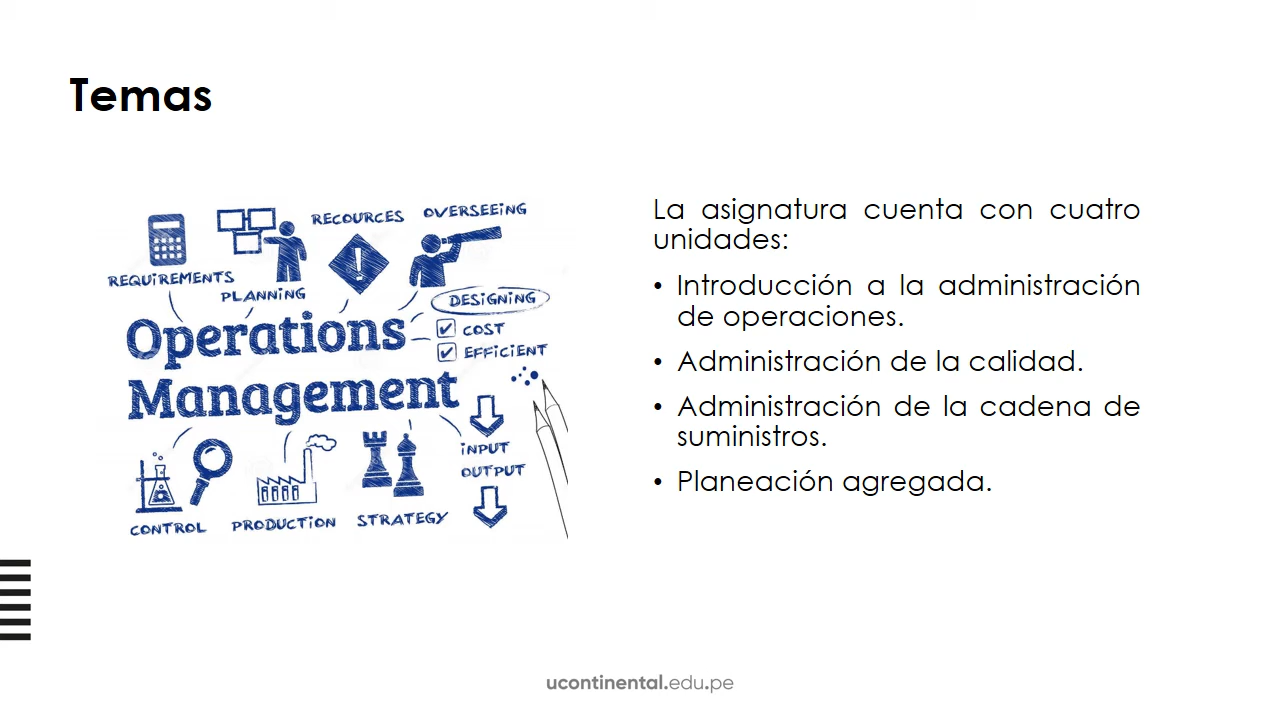 Temas
RECOURCES
OVERSEEING
REQUIREMENTS
PLANNING
DESIGNING
COST
EFFICIENT
Operations
Management
INPUT
OUTPUT
CONTROL
PRODUCTION
STRATEGY
La asignatura cuenta con cuatro
unidades:
• Introducción a la administración
de operaciones.
• Administración de la calidad.
• Administración de la cadena de
suministros.
• Planeación agregada.
ucontinental.edu.pe